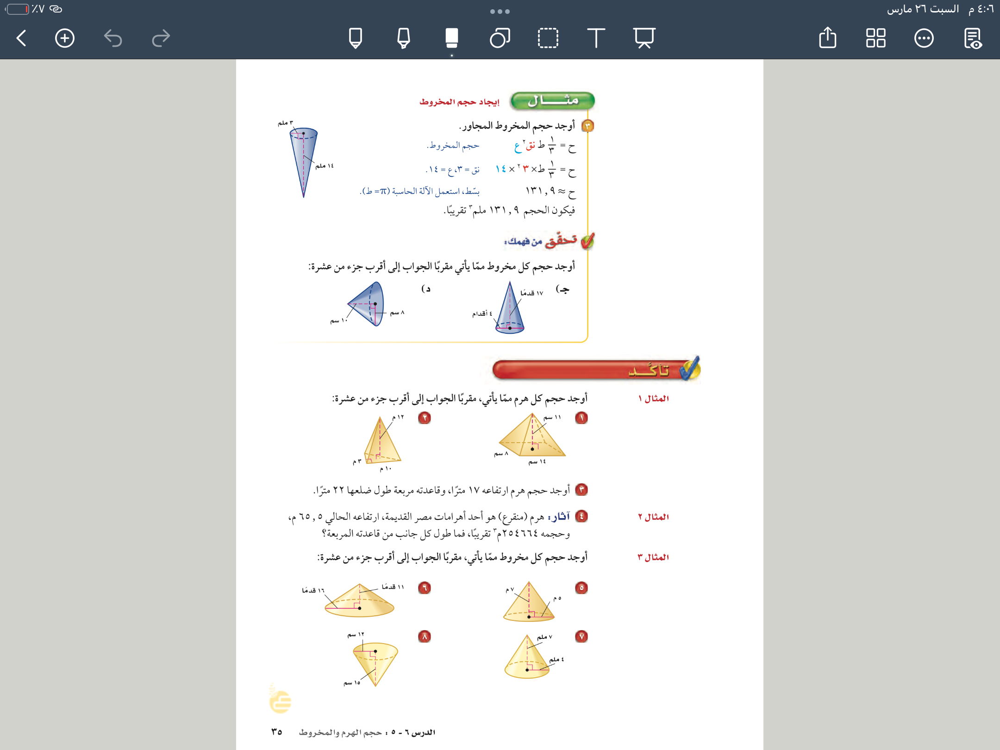 ٤:٠٦ م السبت ٢٦ مارس
٪٧
مثـــال إيجاد حجم المخروط
٣ أوجد حجم المخروط المجاور.
٣ ملم
١٤ ملم
ح = ١/٣ ط نق٢ ع حجم المخروط.
ح = ١/٣ ط× ٣ ٢ × ١٤ نق = ٣، ع = ١٤.
ح ≈ ١٣١,٩ بسّط، استعمل الآلة الحاسبة (π= ط).
فيكون الحجم ١٣١,٩ ملم٣ تقريبًا.
تحقّق من فهمك:
أوجد حجم كل مخروط ممّا يأتي مقربًا الجواب إلى أقرب جزء من عشرة:
جـ) ١٧ قدمًا
٤ أقدام
د) ٨ سم
١٠ سم
تأكَّــد
المثال ١ أوجد حجم كل هرم ممّا يأتي، مقربًا الجواب إلى أقرب جزء من عشرة:
١ ١١ سم
٨ سم
١٤ سم
٢ ١٢ م
٣ م
١٠ م
٣ أوجد حجم هرم ارتفاعه ١٧ مترًا، وقاعدته مربعة طول ضلعها ٢٢ مترًا.
المثال ٢ ٤ آثار: هرم (منقرع) هو أحد أهرامات مصر القديمة، ارتفاعه الحالي ٦٥,٥ م،
وحجمه ٢٥٤٦٦٤م٣ تقريبًا، فما طول كل جانب من قاعدته المربعة؟
المثال ٣ أوجد حجم كل مخروط ممّا يأتي، مقربًا الجواب إلى أقرب جزء من عشرة:
٥ ٧ م
٥ م
٦ ١١ قدمًا
١٦ قدمًا
٧ ٧ ملم
٤ ملم
٨ ١٢ سم
١٥ سم
الدرس ٦ - ٥ : حجم الهرم والمخروط ٣٥